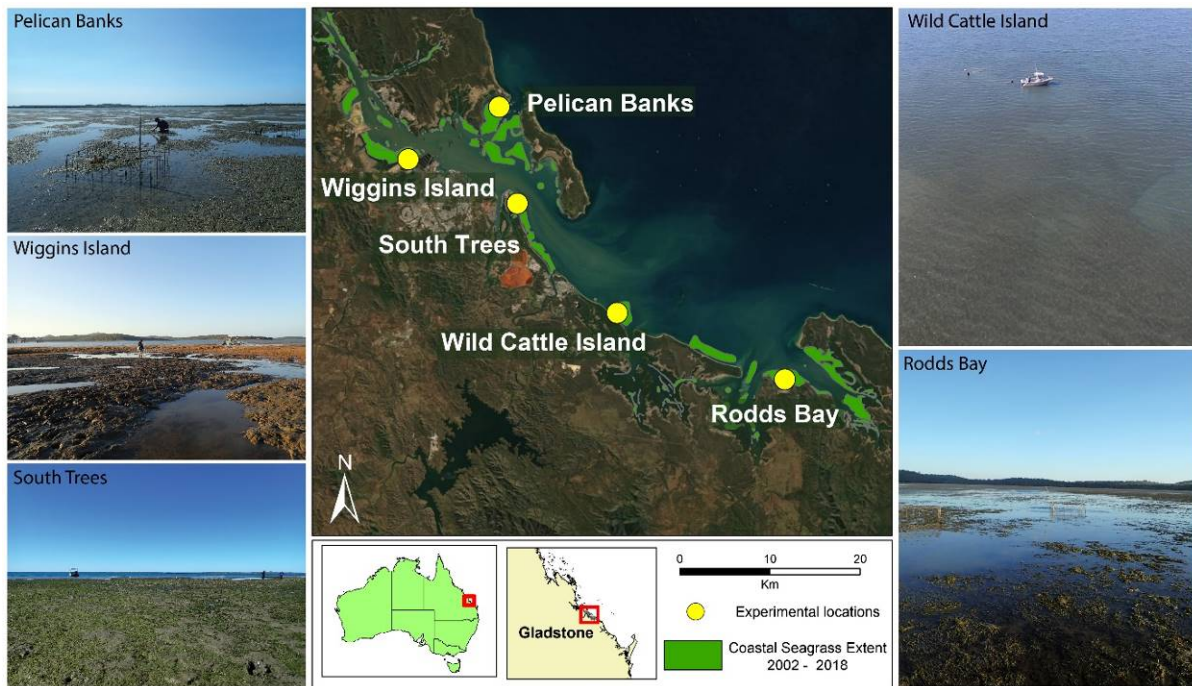 Pelican Banks
Wiggins Island
South Trees
Pelican Banks
Wiggins Island
South Trees
Wild Cattle Island
Rodds Bay
N
Gladstone
0 10 20
Km
Experimental locations
Coastal Seagrass Extent
2002 - 2018
Wild Cattle Island
Rodds Bay